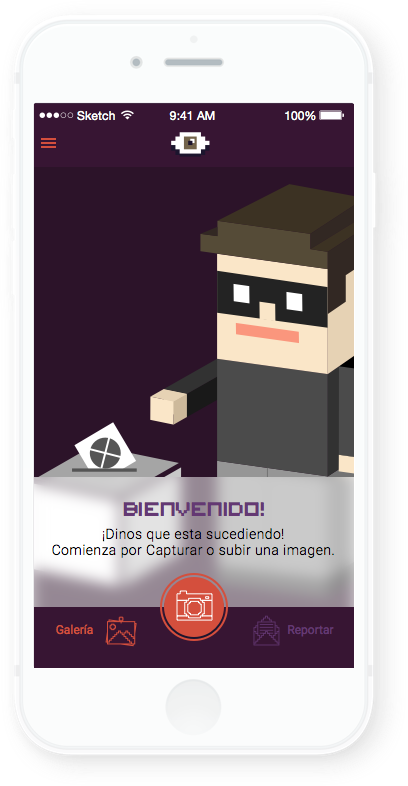 Sketch 9:41 AM 100%
BIENVENIDO!
¡Dinos que esta sucediendo!
Comienza por Capturar o subir una imagen.
Galería Reportar